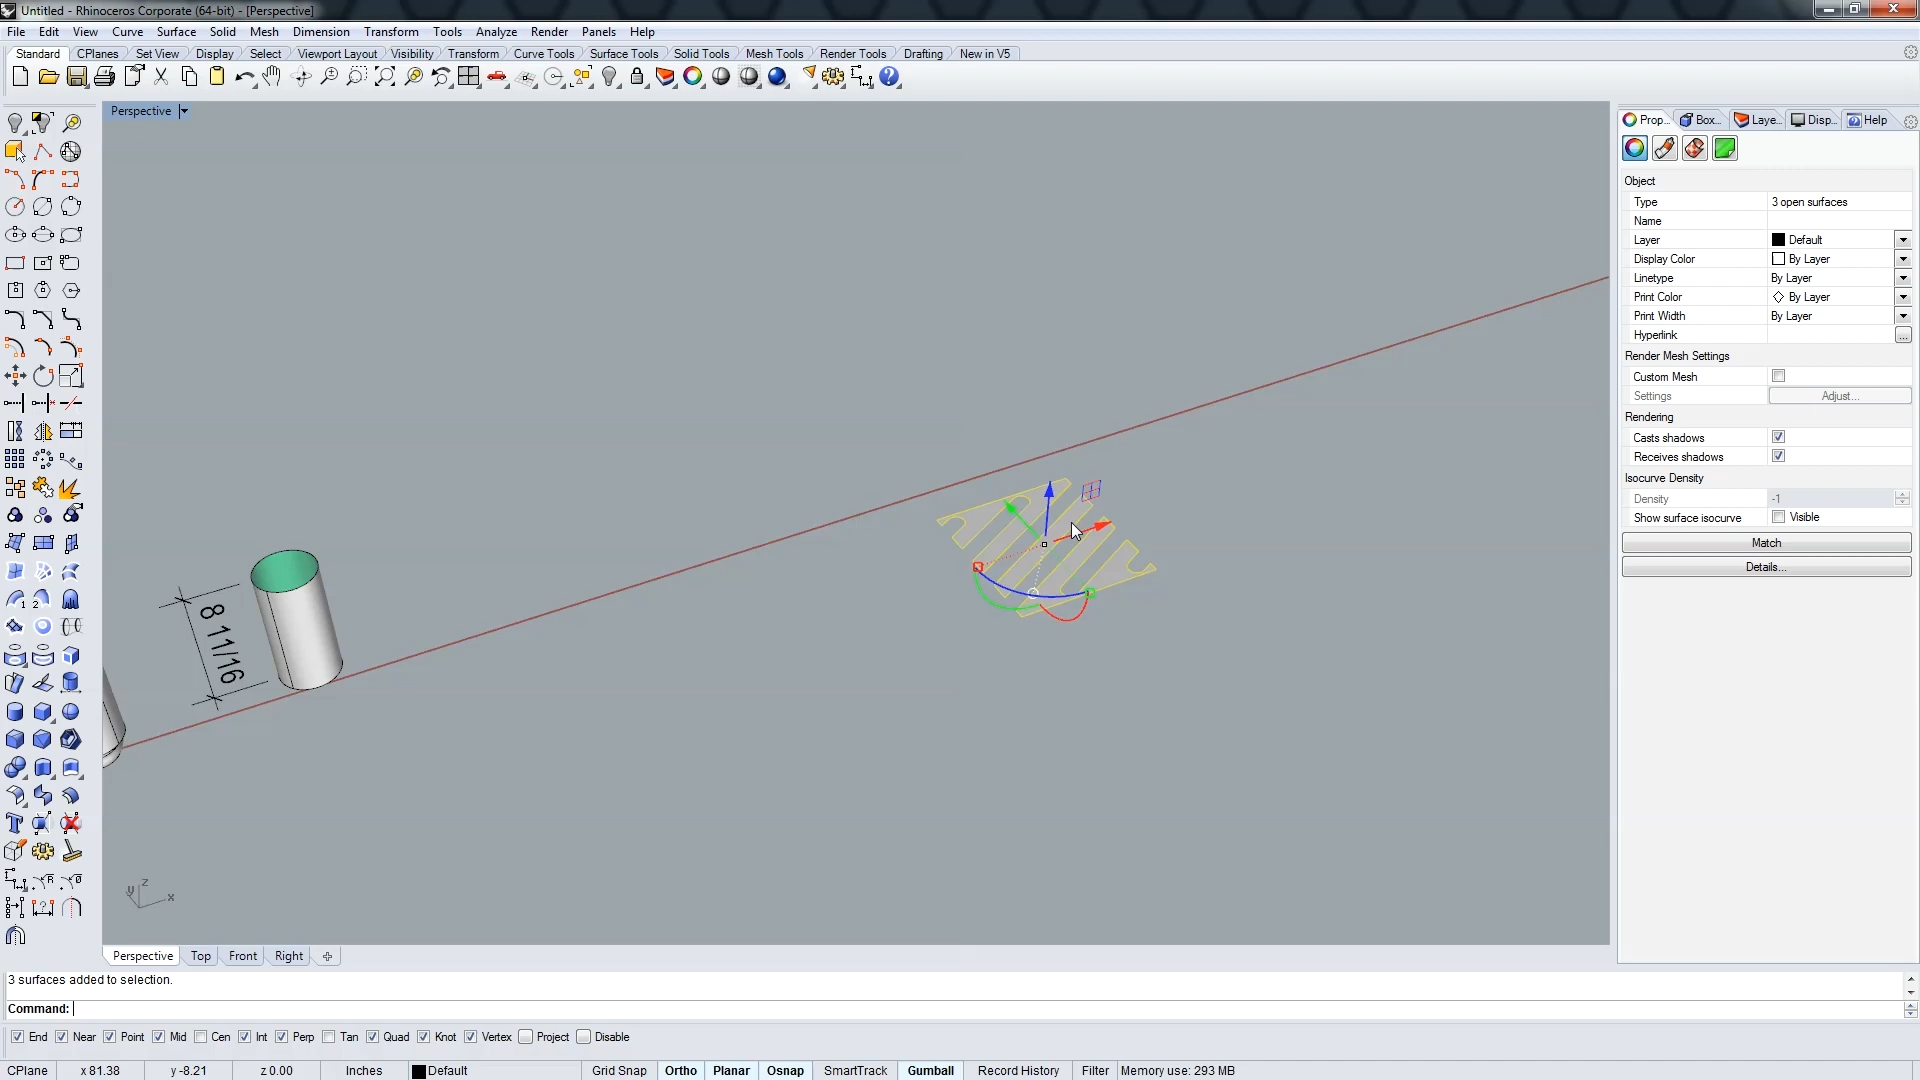 Untitled - Rhinoceros Corporate (64-bit) - [Perspective]
File Edit View Curve Surface Solid Mesh Dimension Transform Tools Analyze Render Panels Help
Standard CPlanes Set View Display Select Viewport Layout Visibility Transform Curve Tools Surface Tools Solid Tools Mesh Tools Render Tools Drafting New in V5
Perspective
Prop... Box... Laye... Disp... Help
Object
Type 3 open surfaces
Name
Layer Default
Display Color By Layer
Linetype By Layer
Print Color By Layer
Print Width By Layer
Hyperlink ...
Render Mesh Settings
Custom Mesh
Settings Adjust...
Rendering
Casts shadows
Receives shadows
Isocurve Density
Density -1
Show surface isocurve Visible
Match
Details...
8 11/16
z
y
x
Perspective Top Front Right
3 surfaces added to selection.
Command:
End Near Point Mid Cen Int Perp Tan Quad Knot Vertex Project Disable
CPlane x 81.38 y -8.21 z 0.00 Inches Default Grid Snap Ortho Planar Osnap SmartTrack Gumball Record History Filter Memory use: 293 MB